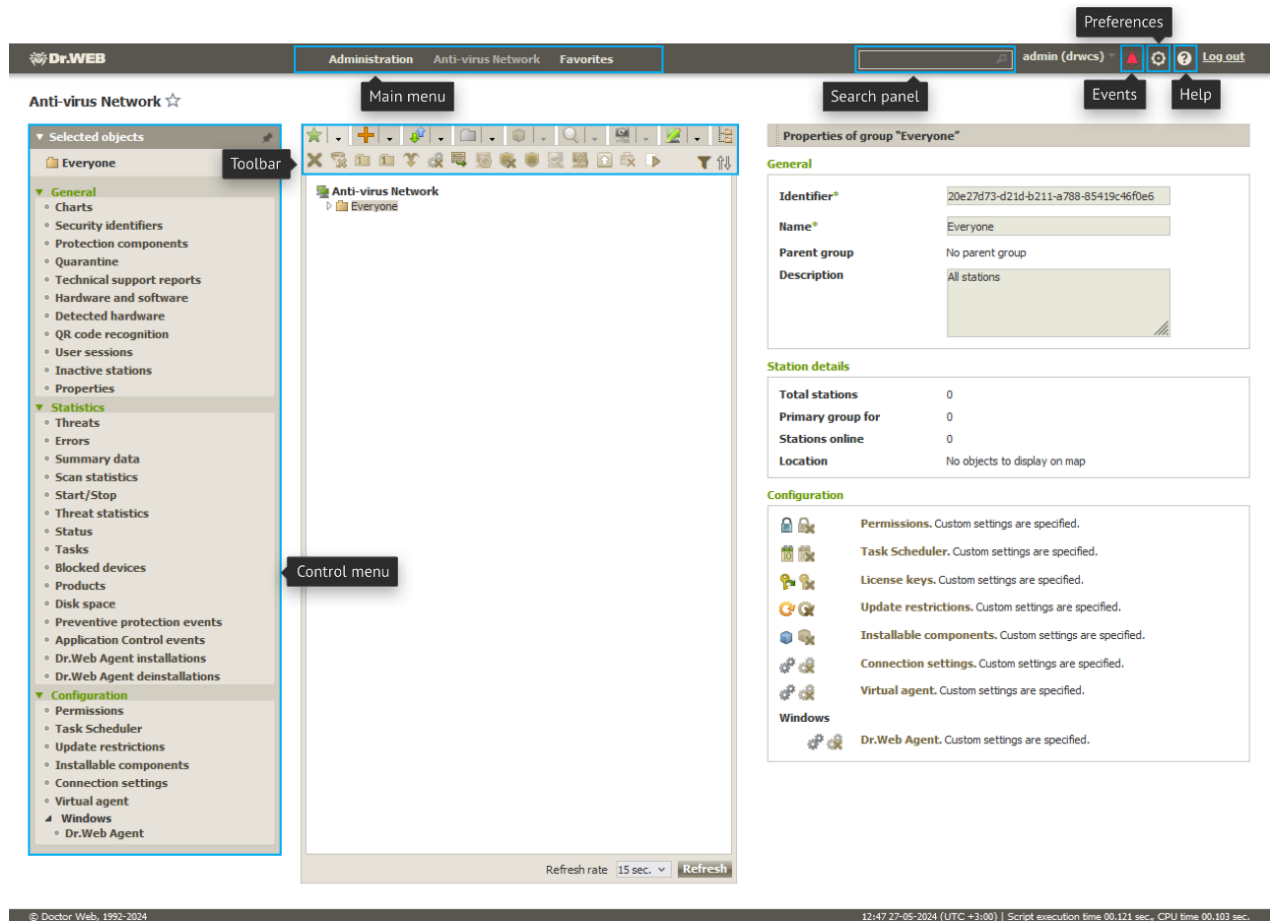 Preferences
Dr.WEB
Administration Anti-virus Network Favorites
admin (drwcs) Log out
Main menu
Search panel
Events
Help
Anti-virus Network
Selected objects
Everyone
Toolbar
General
Charts
Security identifiers
Protection components
Quarantine
Technical support reports
Hardware and software
Detected hardware
QR code recognition
User sessions
Inactive stations
Properties
Statistics
Threats
Errors
Summary data
Scan statistics
Start/Stop
Threat statistics
Status
Tasks
Blocked devices
Products
Disk space
Preventive protection events
Application Control events
Dr.Web Agent installations
Dr.Web Agent deinstallations
Configuration
Permissions
Task Scheduler
Update restrictions
Installable components
Connection settings
Virtual agent
Windows
Dr.Web Agent
Control menu
Anti-virus Network
Everyone
Refresh rate 15 sec. Refresh
Properties of group "Everyone"
General
Identifier* 20e27d73-d21d-b211-a788-85419c46f0e6
Name* Everyone
Parent group No parent group
Description All stations
Station details
Total stations 0
Primary group for 0
Stations online 0
Location No objects to display on map
Configuration
Permissions. Custom settings are specified.
Task Scheduler. Custom settings are specified.
License keys. Custom settings are specified.
Update restrictions. Custom settings are specified.
Installable components. Custom settings are specified.
Connection settings. Custom settings are specified.
Virtual agent. Custom settings are specified.
Windows
Dr.Web Agent. Custom settings are specified.
© Doctor Web, 1992-2024
12:47 27-05-2024 (UTC +3:00) | Script execution time 00.121 sec., CPU time 00.103 sec.